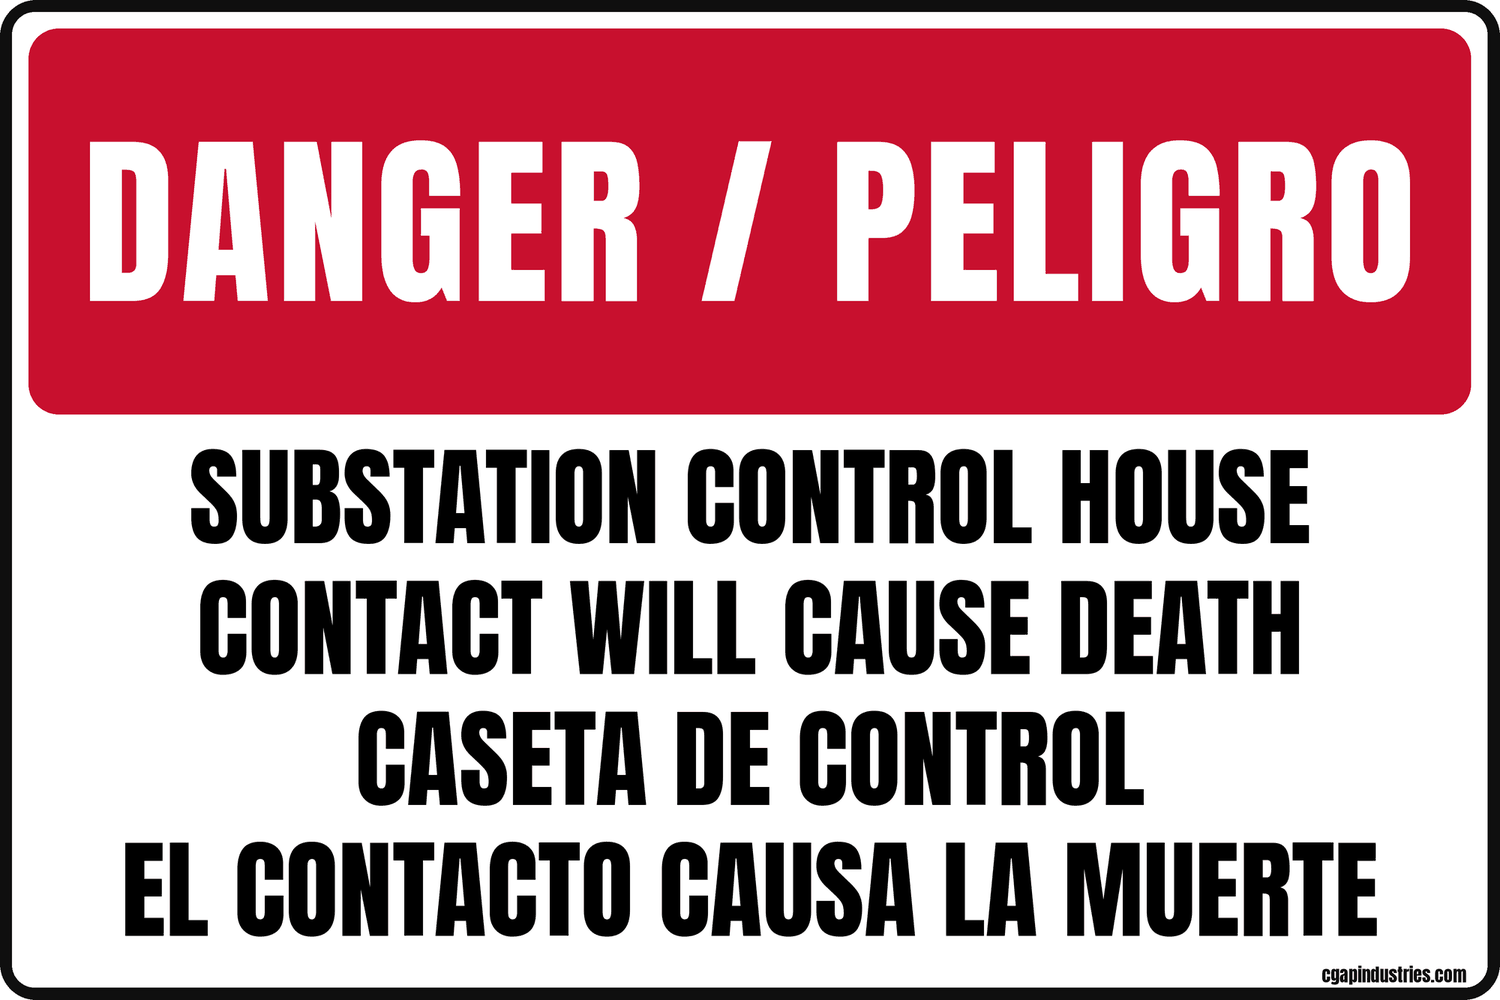 DANGER / PELIGRO
SUBSTATION CONTROL HOUSE
CONTACT WILL CAUSE DEATH
CASETA DE CONTROL
EL CONTACTO CAUSA LA MUERTE
cgapindustries.com